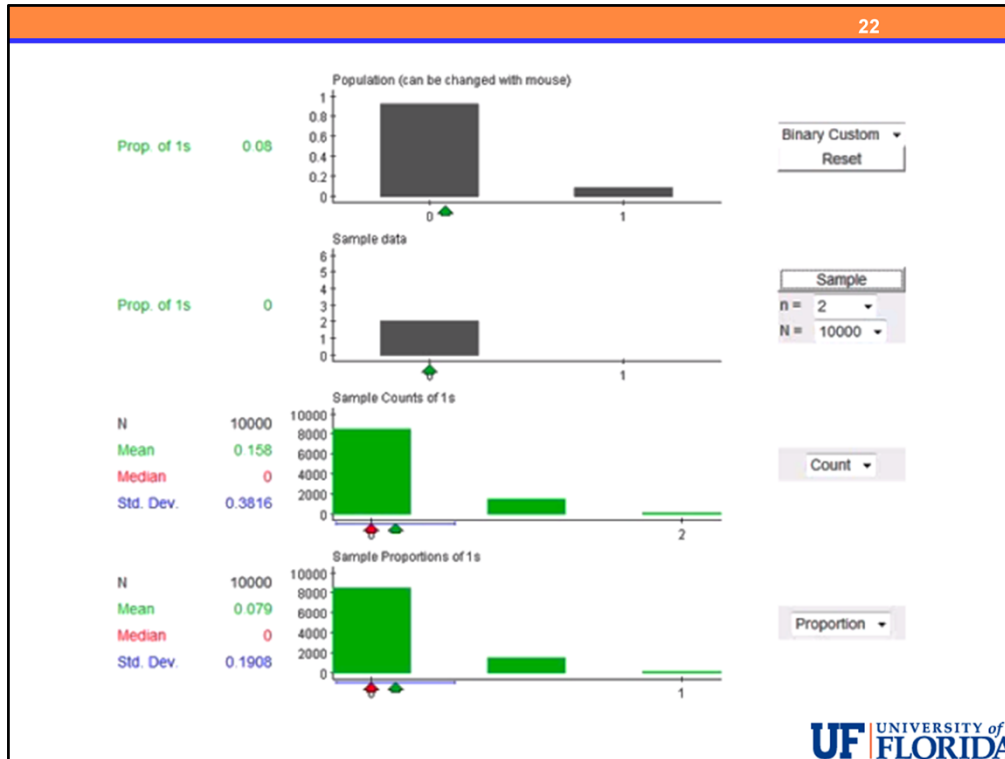 22
Population (can be changed with mouse)
Prop. of 1s 0.08
1
0.8
0.6
0.4
0.2
0
0 1
Binary Custom
Reset
Sample data
Prop. of 1s 0
6
5
4
3
2
1
0
0 1
Sample
n = 2
N = 10000
Sample Counts of 1s
N 10000
Mean 0.158
Median 0
Std. Dev. 0.3816
10000
8000
6000
4000
2000
0
0 2
Count
Sample Proportions of 1s
N 10000
Mean 0.079
Median 0
Std. Dev. 0.1908
10000
8000
6000
4000
2000
0
0 1
Proportion
UF UNIVERSITY of
FLORIDA